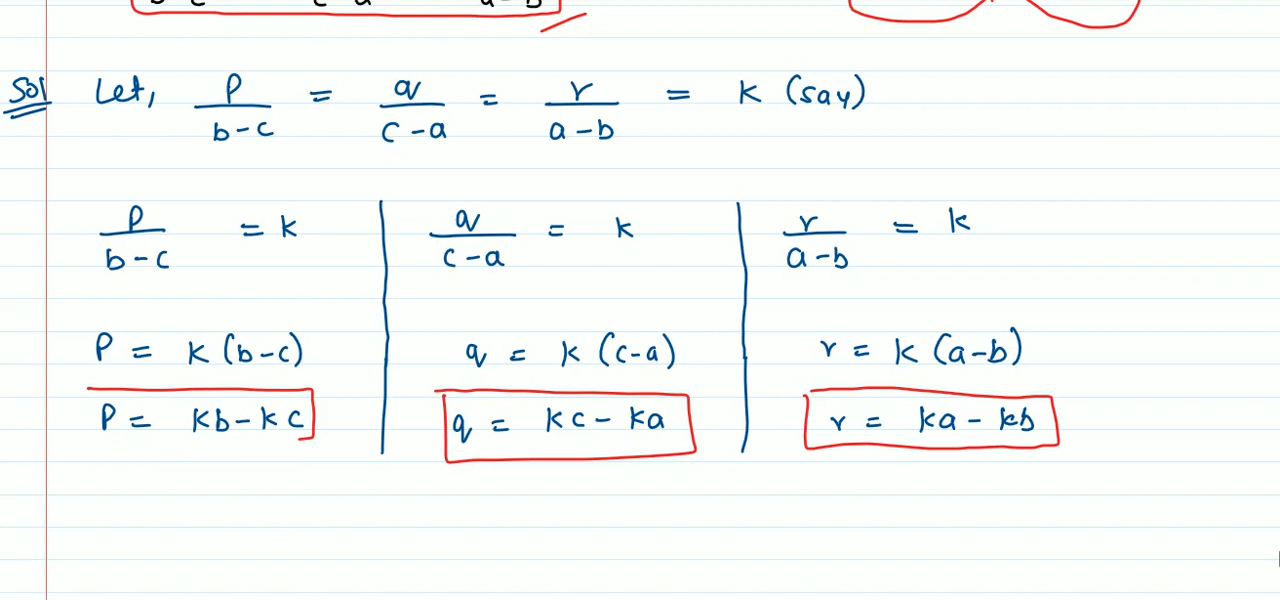 b-c c-a a-b
Sol Let, p/(b-c) = q/(c-a) = r/(a-b) = k (say)
p/(b-c) = k
P = k (b-c)
P = kb - kc
q/(c-a) = k
q = k (c-a)
q = kc - ka
r/(a-b) = k
r = k (a-b)
r = ka - kb